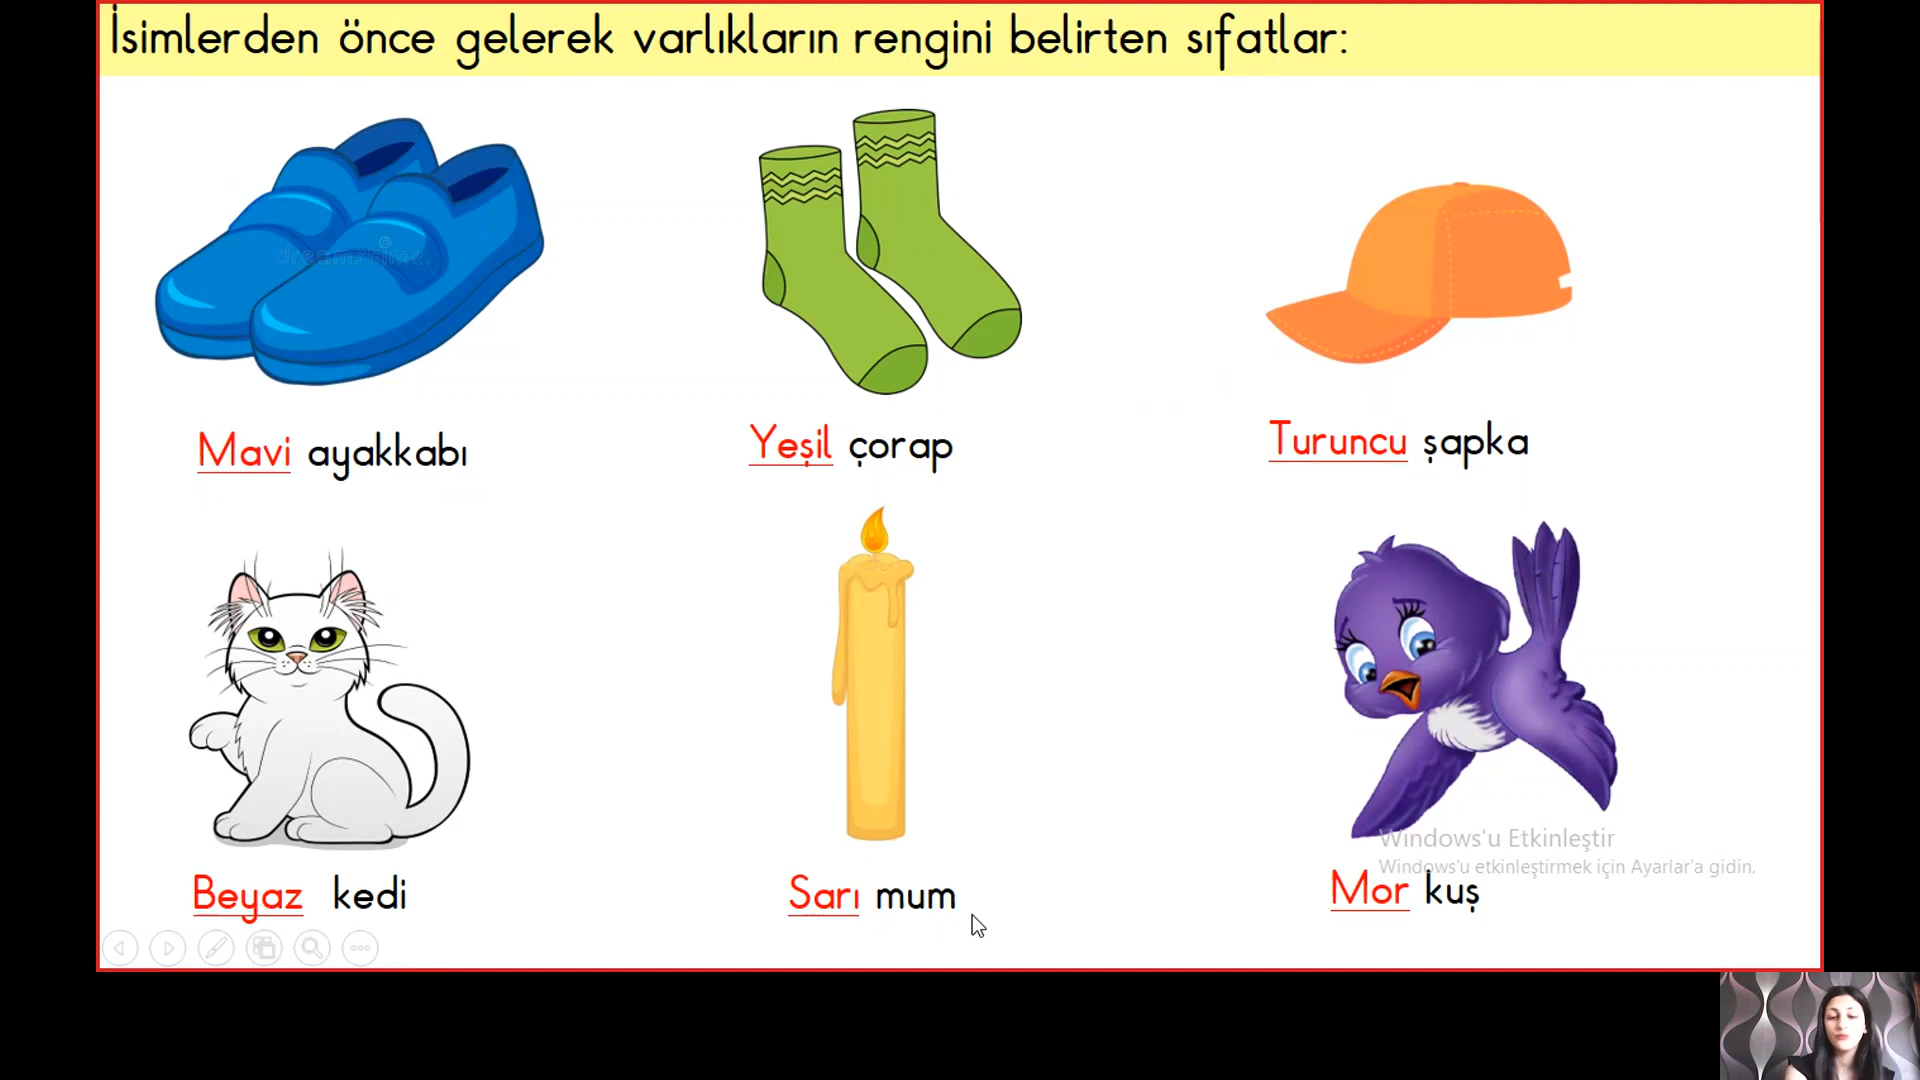 İsimlerden önce gelerek varlıkların rengini belirten sıfatlar:
dreamstime.
Mavi ayakkabı
Yeşil çorap
Turuncu şapka
Beyaz kedi
Sarı mum
Mor kuş
Windows'u Etkinleştir
Windows'u etkinleştirmek için Ayarlar'a gidin.